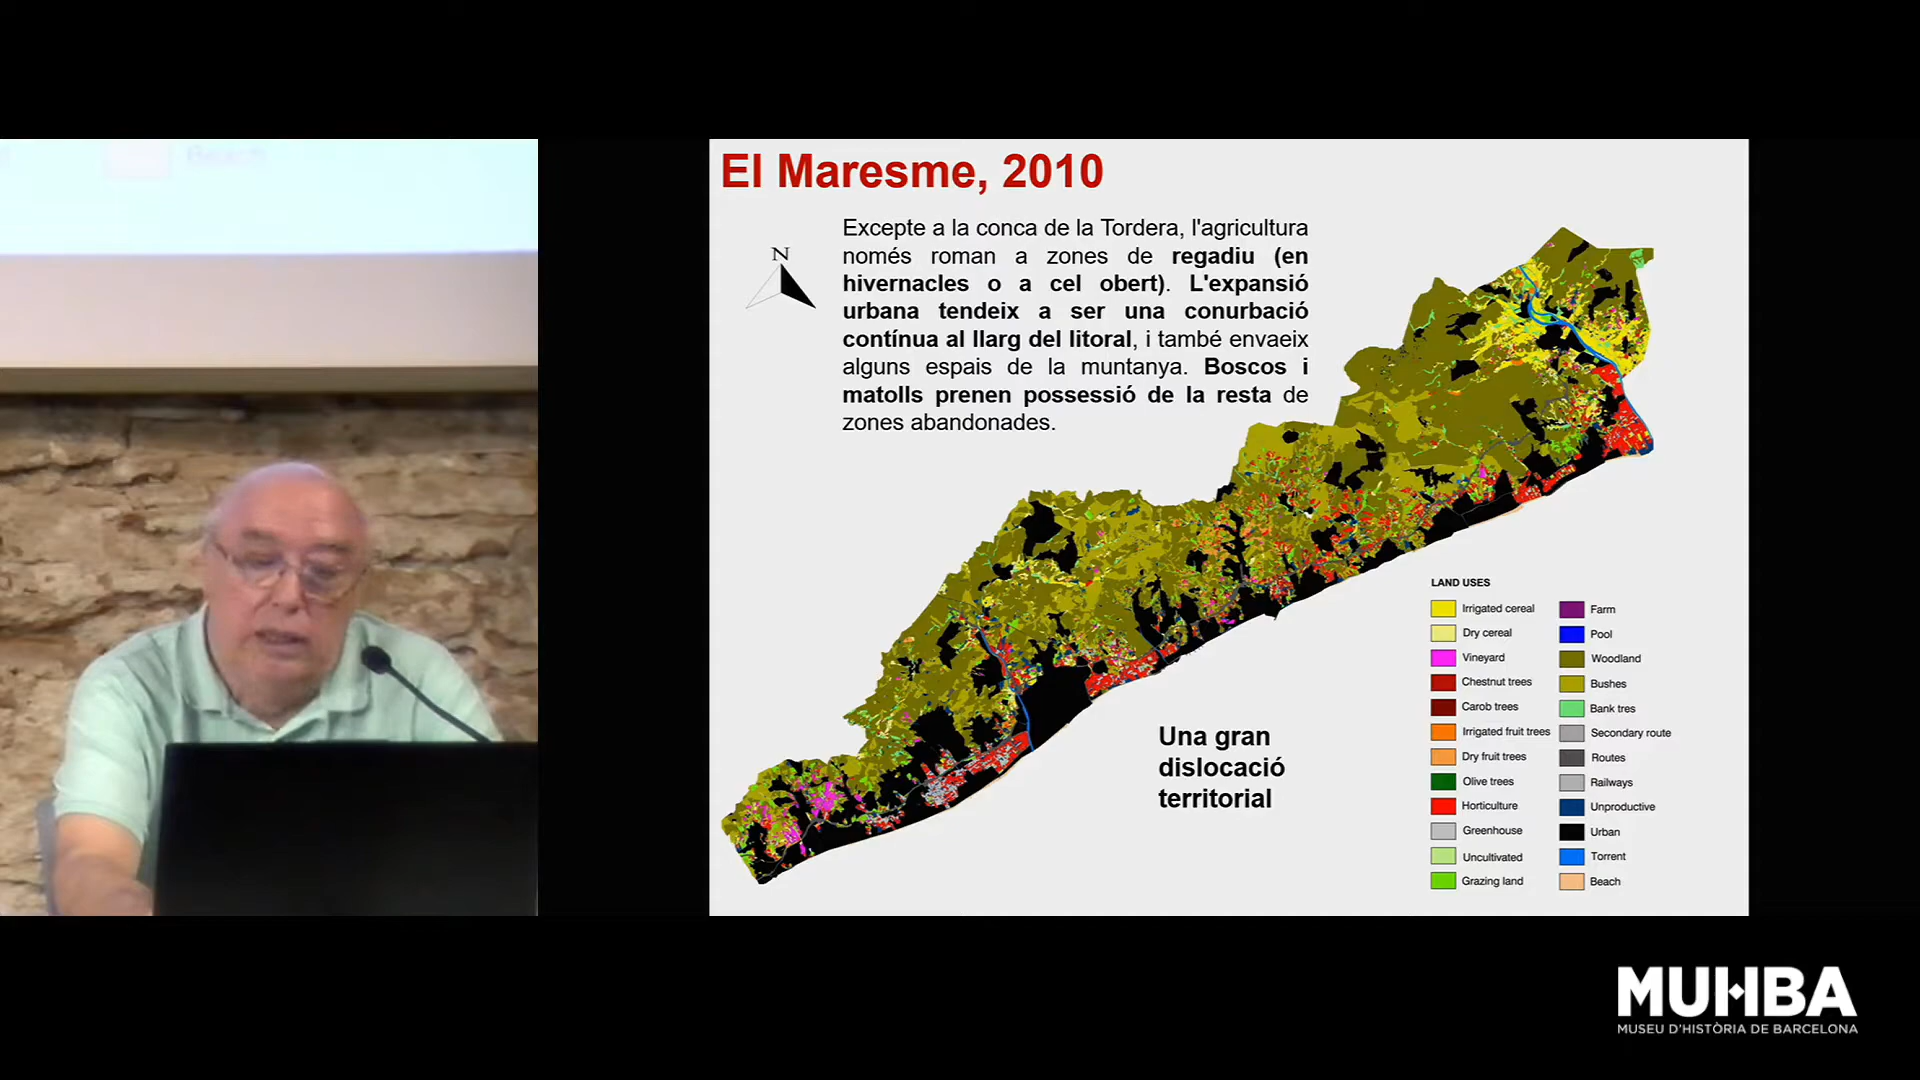 El Maresme, 2010
Excepte a la conca de la Tordera, l'agricultura
només roman a zones de regadiu (en
hivernacles o a cel obert). L'expansió
urbana tendeix a ser una conurbació
contínua al llarg del litoral, i també envaeix
alguns espais de la muntanya. Boscos i
matolls prenen possessió de la resta de
zones abandonades.
N
Una gran
dislocació
territorial
LAND USES
Irrigated cereal
Dry cereal
Vineyard
Chestnut trees
Carob trees
Irrigated fruit trees
Dry fruit trees
Olive trees
Horticulture
Greenhouse
Uncultivated
Grazing land
Farm
Pool
Woodland
Bushes
Bank tres
Secondary route
Routes
Railways
Unproductive
Urban
Torrent
Beach
MUHBA
MUSEU D'HISTÒRIA DE BARCELONA
Beach